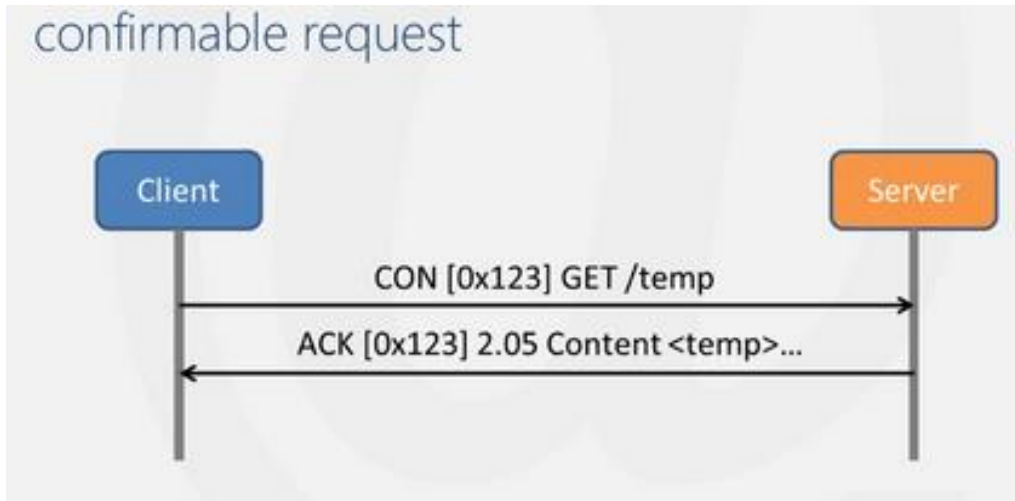 confirmable request
Client
Server
CON [0x123] GET /temp
ACK [0x123] 2.05 Content <temp>...